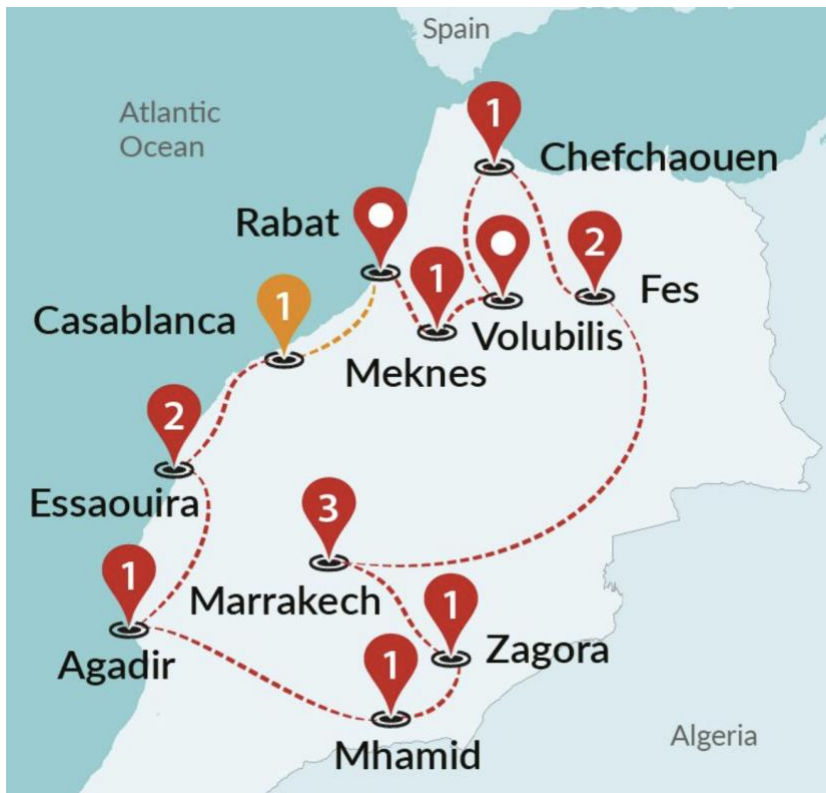 Spain
Atlantic
Ocean
1
Chefchaouen
Rabat
1
2
Fes
Casablanca
1
Volubilis
Meknes
2
Essaouira
3
Marrakech
1
1
Zagora
Agadir
1
Mhamid
Algeria